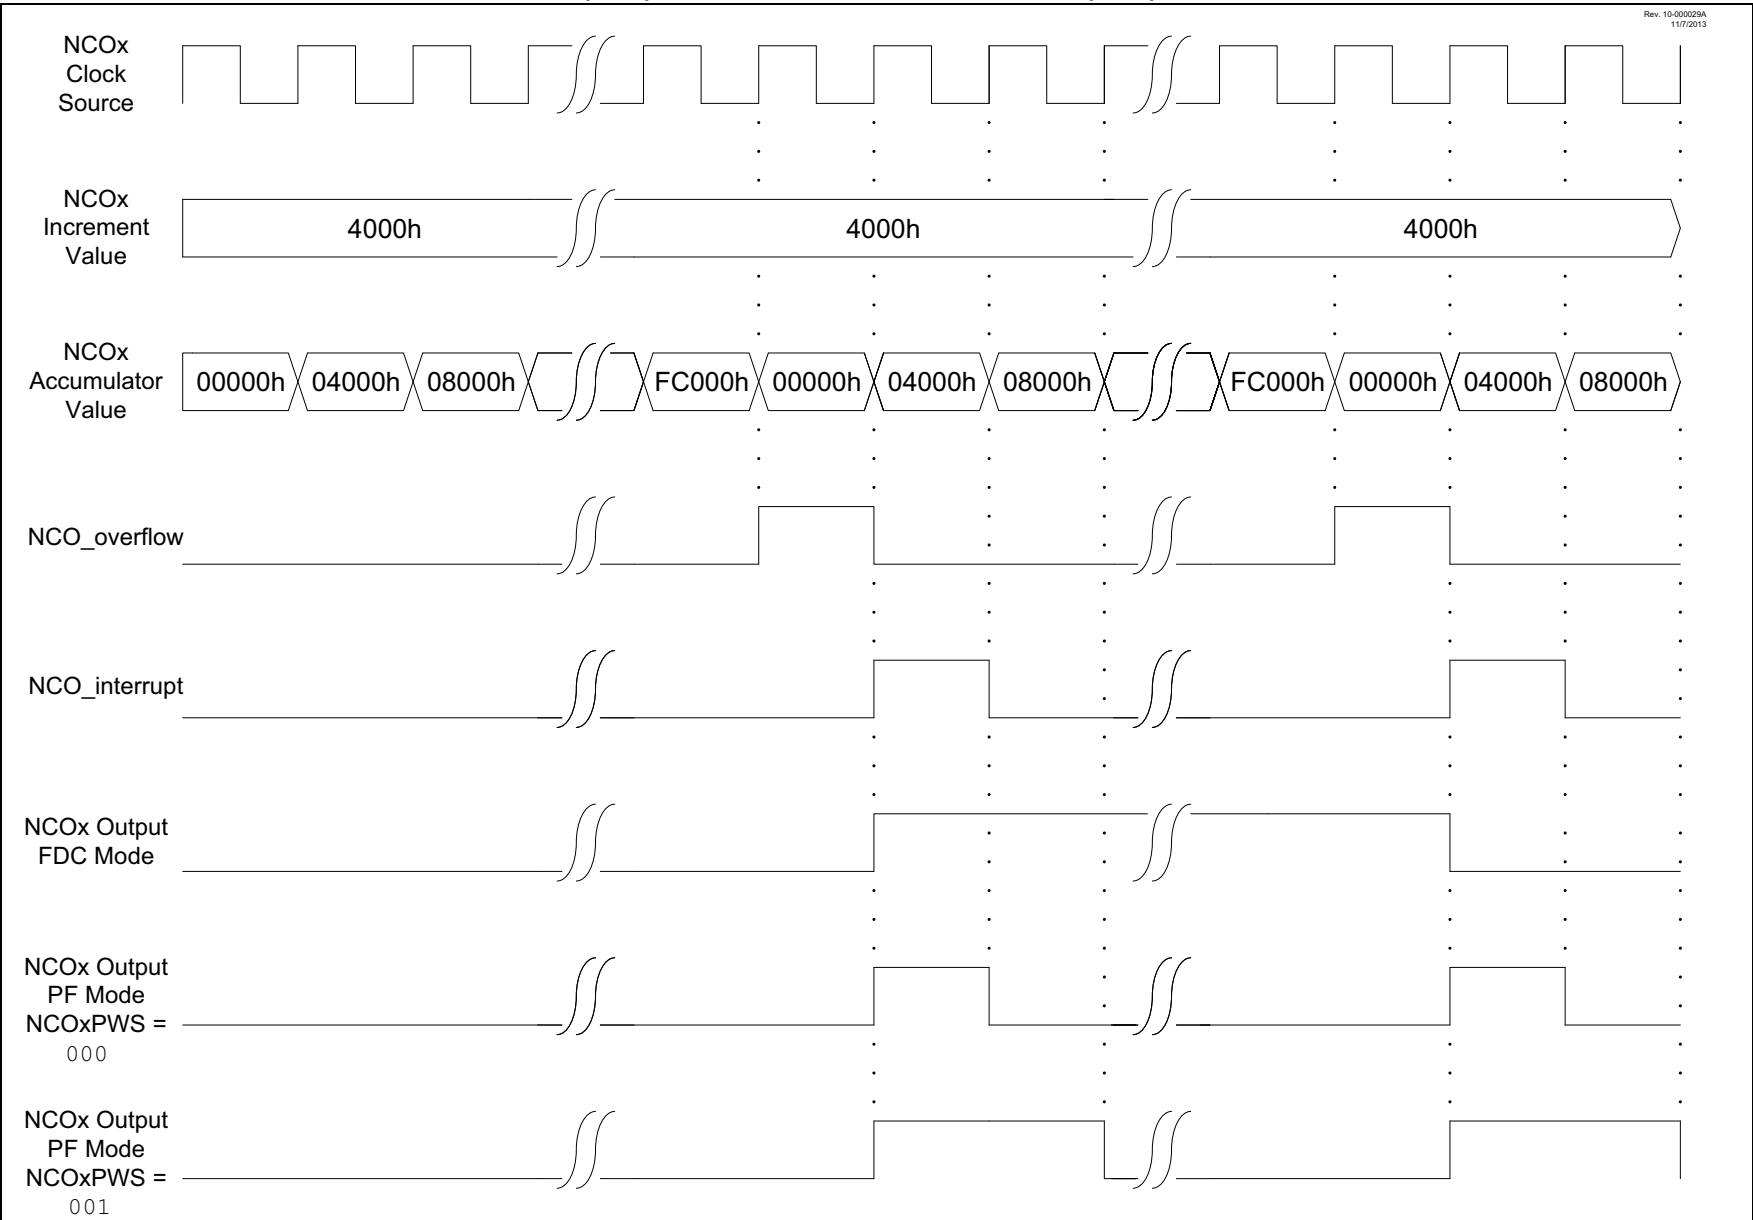 Rev. 10-000029A
11/7/2013
NCOx
Clock
Source
NCOx
Increment
Value
4000h
4000h
4000h
NCOx
Accumulator
Value
00000h 04000h 08000h FC000h 00000h 04000h 08000h FC000h 00000h 04000h 08000h
NCO_overflow
NCO_interrupt
NCOx Output
FDC Mode
NCOx Output
PF Mode
NCOxPWS =
000
NCOx Output
PF Mode
NCOxPWS =
001